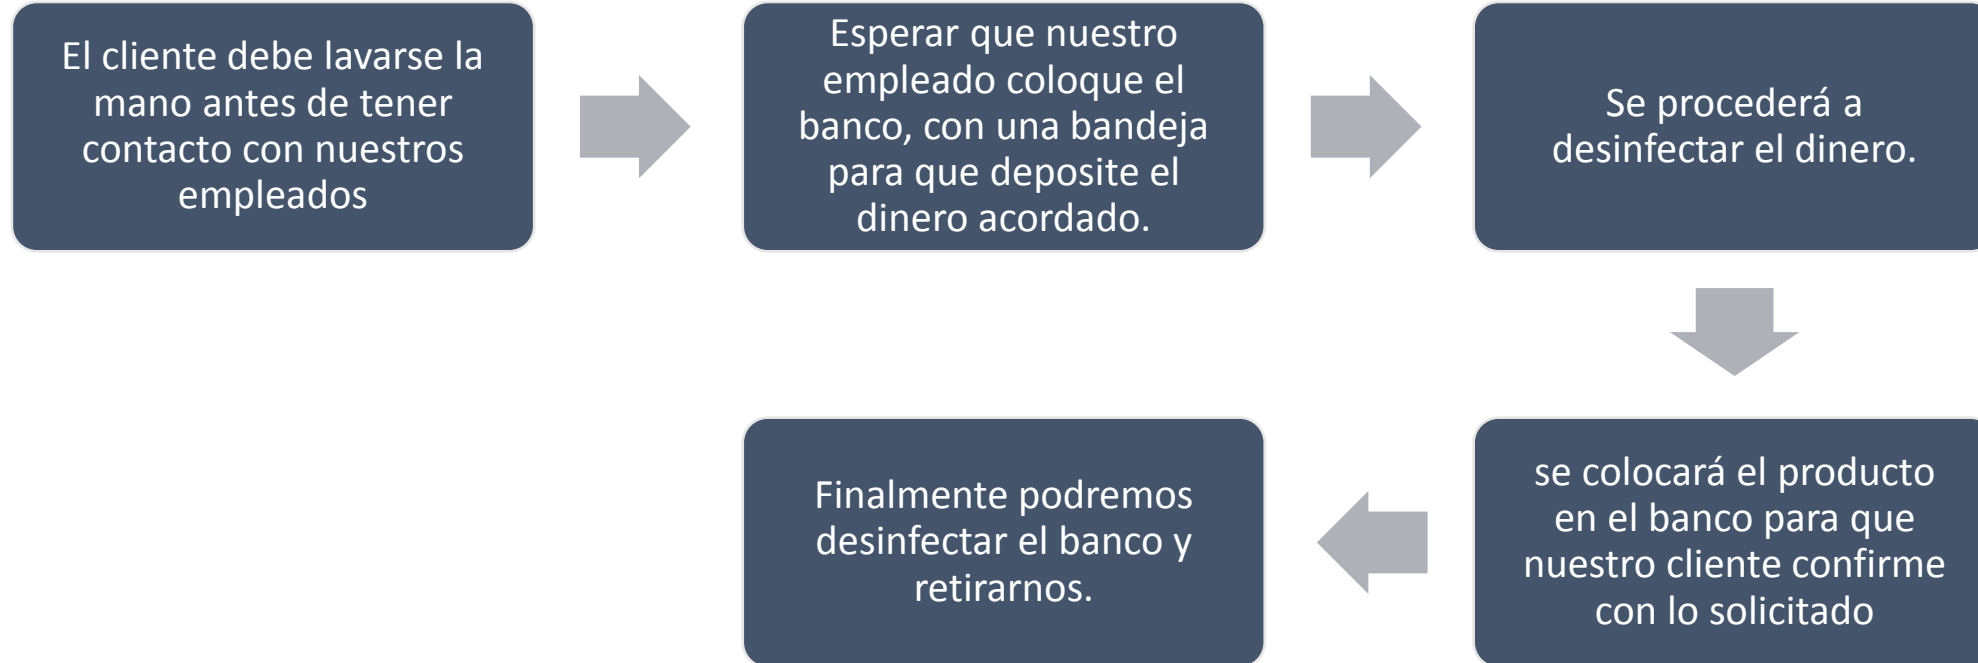 El cliente debe lavarse la
mano antes de tener
contacto con nuestros
empleados
Esperar que nuestro
empleado coloque el
banco, con una bandeja
para que deposite el
dinero acordado.
Se procederá a
desinfectar el dinero.
se colocará el producto
en el banco para que
nuestro cliente confirme
con lo solicitado
Finalmente podremos
desinfectar el banco y
retirarnos.